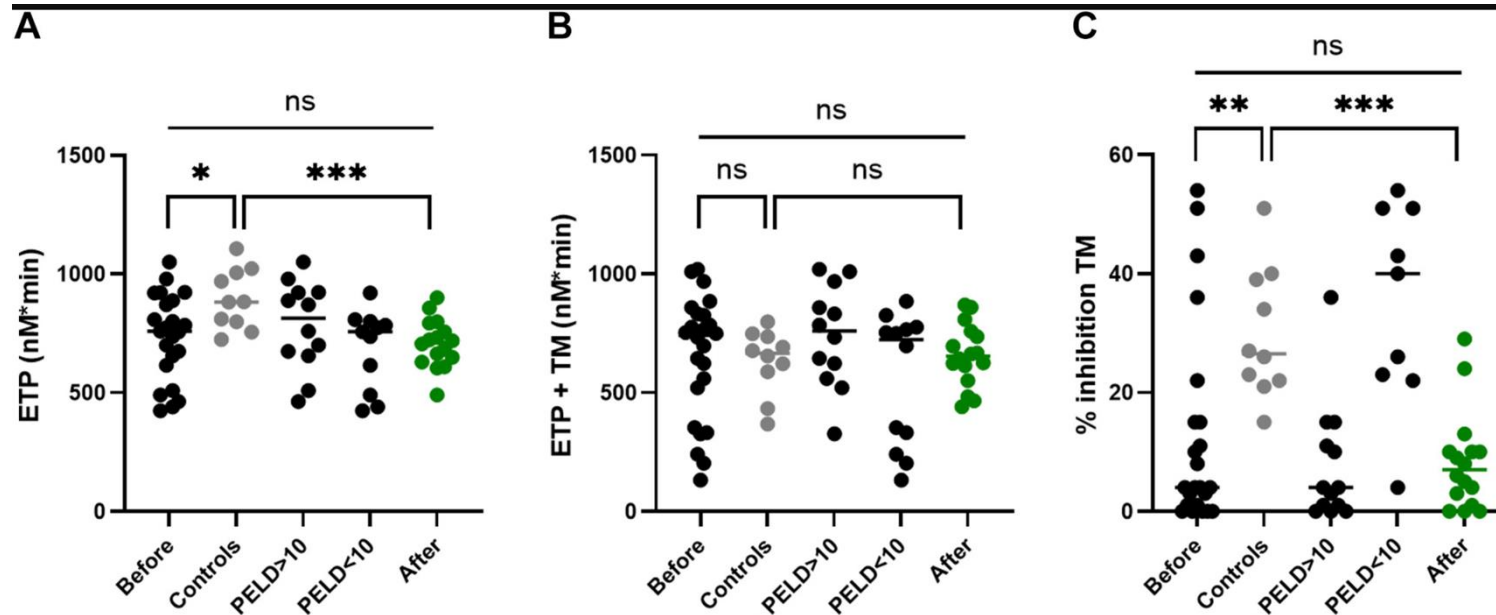 A
ns
*
***
1500
1000
500
0
ETP (nM*min)
Before
Controls
PELD>10
PELD<10
After
B
ns
ns
ns
1500
1000
500
0
ETP + TM (nM*min)
Before
Controls
PELD>10
PELD<10
After
C
ns
**
***
60
40
20
0
% inhibition TM
Before
Controls
PELD>10
PELD<10
After